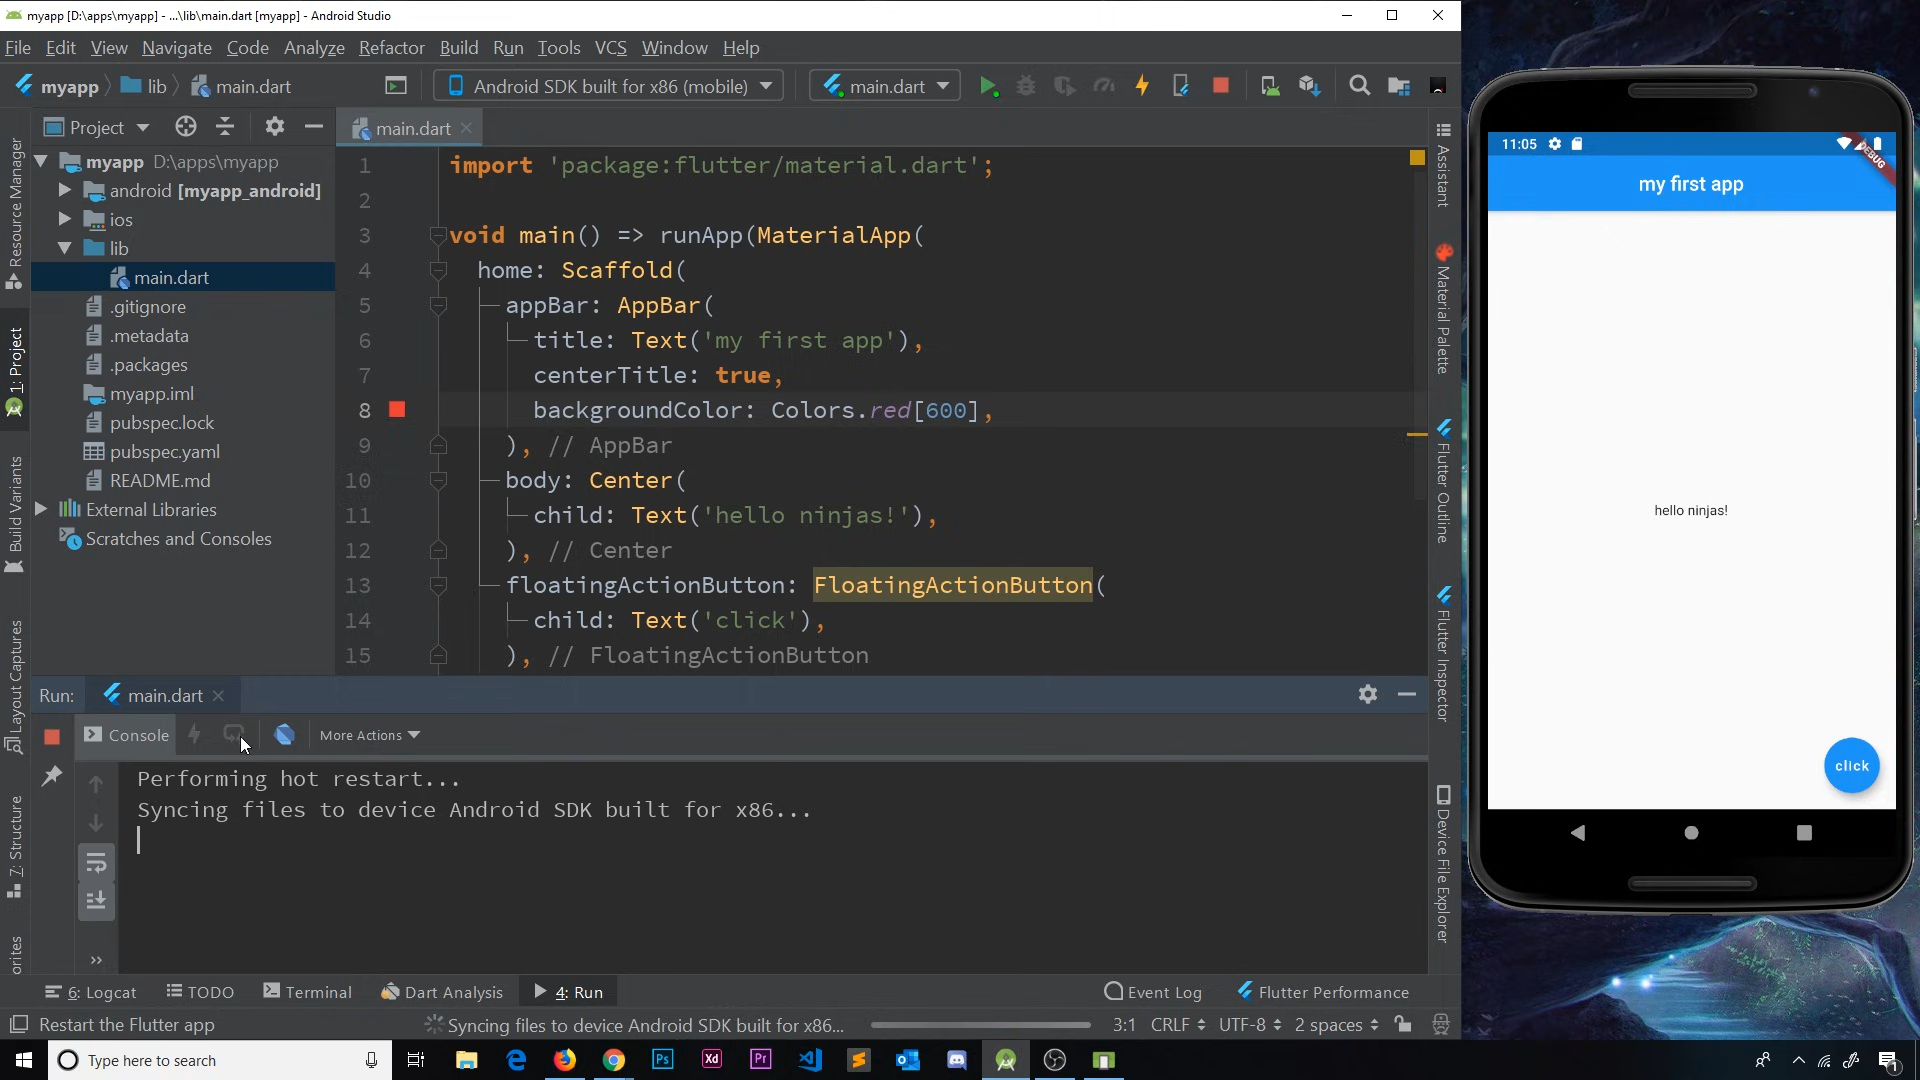 myapp [D:\apps\myapp] - ...\lib\main.dart [myapp] - Android Studio
File Edit View Navigate Code Analyze Refactor Build Run Tools VCS Window Help
myapp lib main.dart
Android SDK built for x86 (mobile)
main.dart
Project
main.dart
myapp D:\apps\myapp
android [myapp_android]
ios
lib
main.dart
.gitignore
.metadata
.packages
myapp.iml
pubspec.lock
pubspec.yaml
README.md
External Libraries
Scratches and Consoles
Resource Manager
1: Project
Build Variants
Layout Captures
7: Structure
orites
1 import 'package:flutter/material.dart';
2
3 void main() => runApp(MaterialApp(
4 home: Scaffold(
5 appBar: AppBar(
6 title: Text('my first app'),
7 centerTitle: true,
8 backgroundColor: Colors.red[600],
9 ), // AppBar
10 body: Center(
11 child: Text('hello ninjas!'),
12 ), // Center
13 floatingActionButton: FloatingActionButton(
14 child: Text('click'),
15 ), // FloatingActionButton
Assistant
Material Palette
Flutter Outline
Flutter Inspector
Device File Explorer
Run: main.dart
Console
More Actions
Performing hot restart...
Syncing files to device Android SDK built for x86...
6: Logcat TODO Terminal Dart Analysis 4: Run Event Log Flutter Performance
Restart the Flutter app Syncing files to device Android SDK built for x86... 3:1 CRLF UTF-8 2 spaces
Type here to search
Ps
Xd
Pr
1
11:05
DEBUG
my first app
hello ninjas!
click